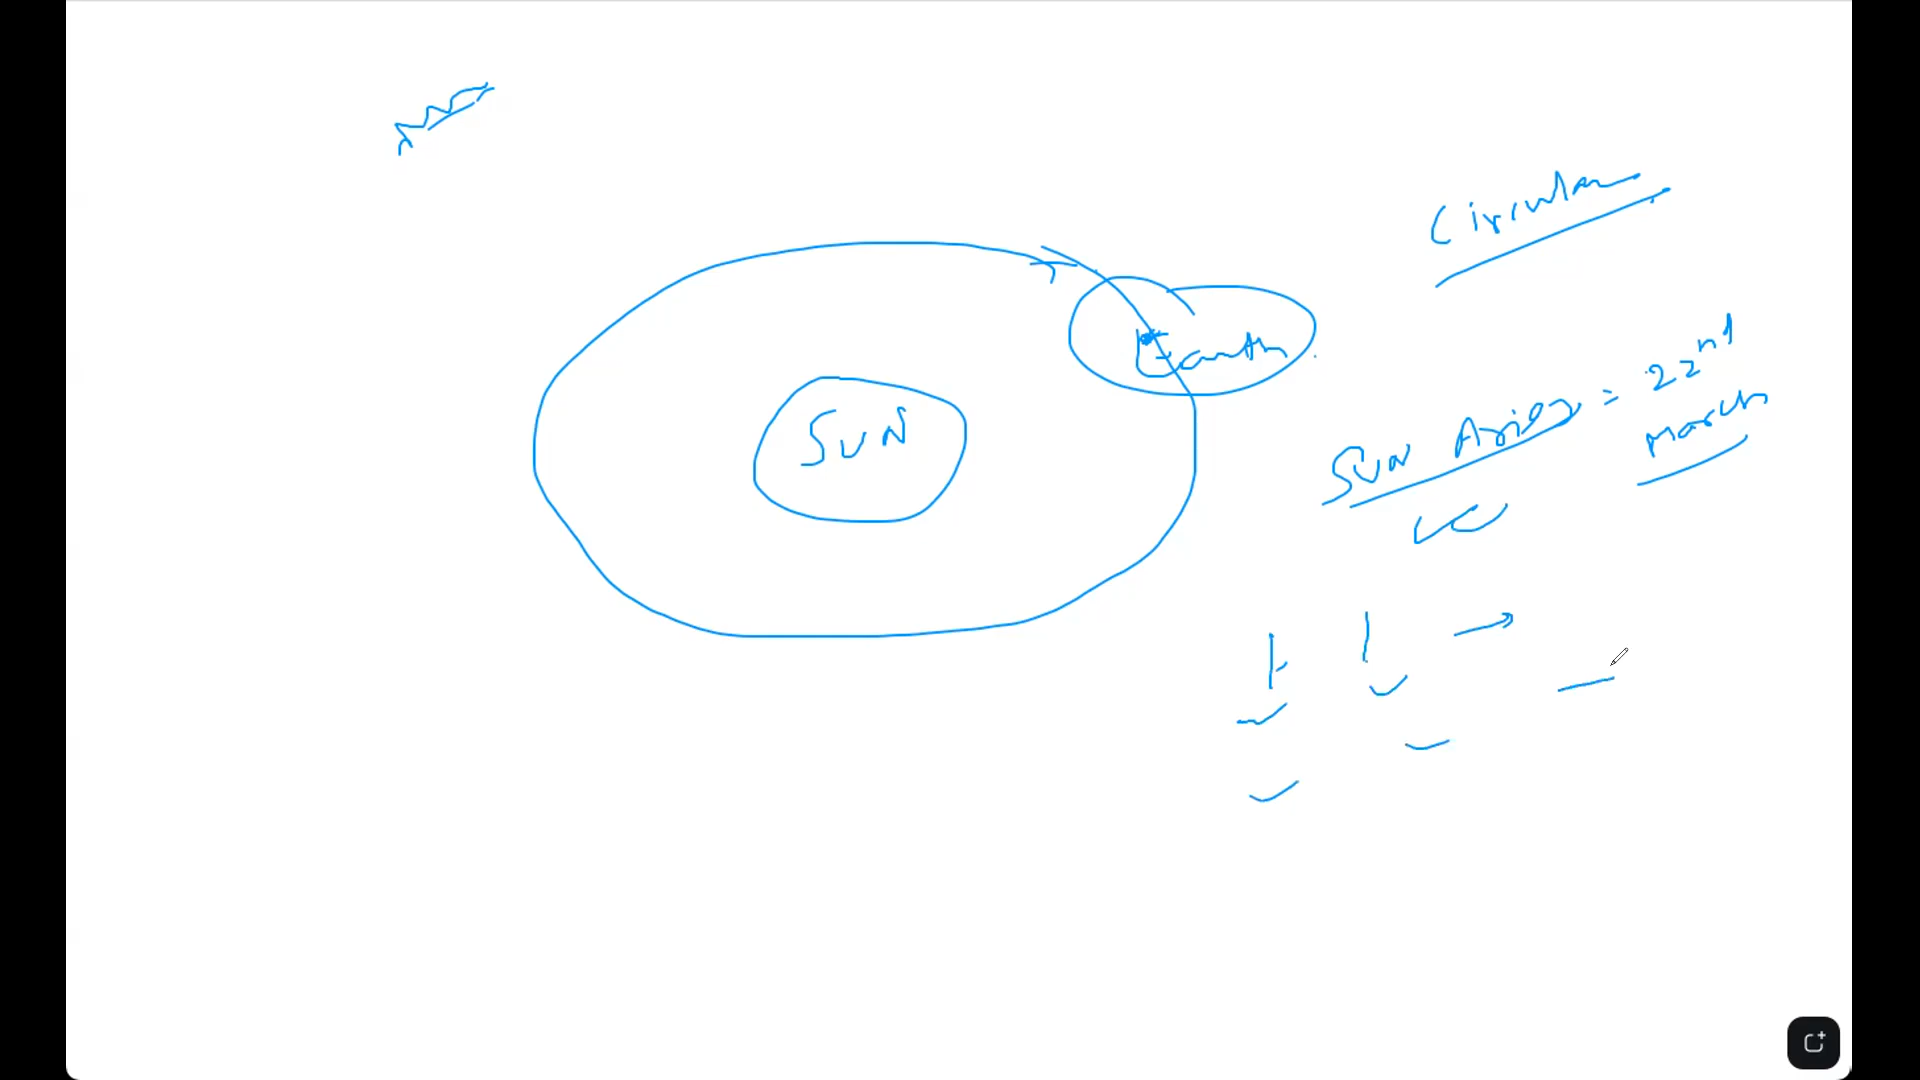 Circular
Earth
SUN
SUN Aries = 22nd
March